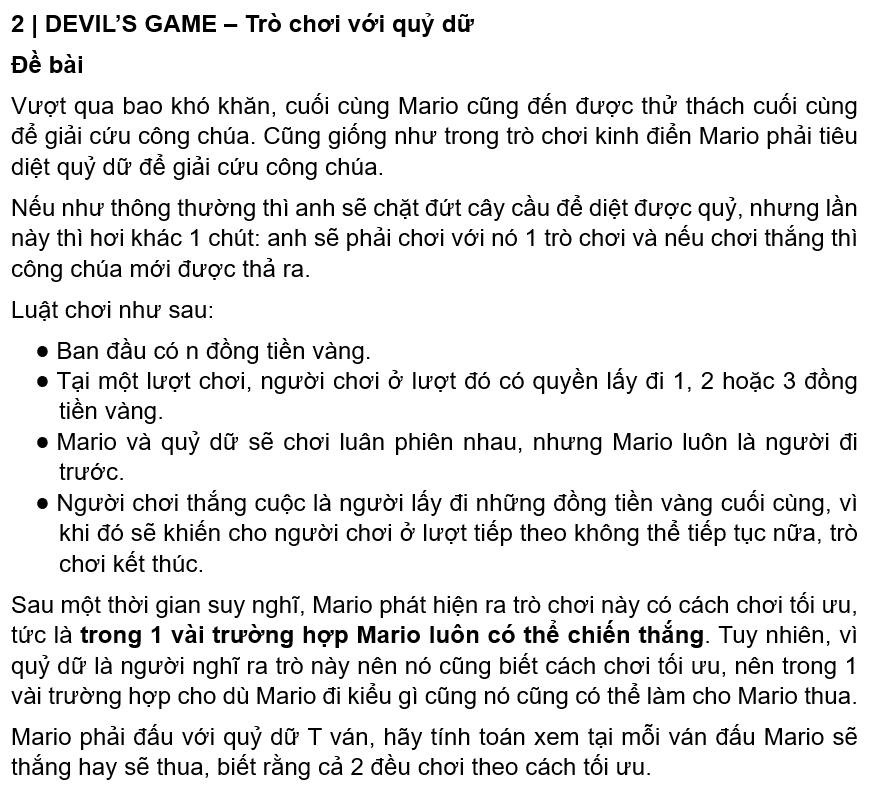 2 | DEVIL’S GAME – Trò chơi với quỷ dữ
Đề bài
Vượt qua bao khó khăn, cuối cùng Mario cũng đến được thử thách cuối cùng
để giải cứu công chúa. Cũng giống như trong trò chơi kinh điển Mario phải tiêu
diệt quỷ dữ để giải cứu công chúa.
Nếu như thông thường thì anh sẽ chặt đứt cây cầu để diệt được quỷ, nhưng lần
này thì hơi khác 1 chút: anh sẽ phải chơi với nó 1 trò chơi và nếu chơi thắng thì
công chúa mới được thả ra.
Luật chơi như sau:
● Ban đầu có n đồng tiền vàng.
● Tại một lượt chơi, người chơi ở lượt đó có quyền lấy đi 1, 2 hoặc 3 đồng
tiền vàng.
● Mario và quỷ dữ sẽ chơi luân phiên nhau, nhưng Mario luôn là người đi
trước.
● Người chơi thắng cuộc là người lấy đi những đồng tiền vàng cuối cùng, vì
khi đó sẽ khiến cho người chơi ở lượt tiếp theo không thể tiếp tục nữa, trò
chơi kết thúc.
Sau một thời gian suy nghĩ, Mario phát hiện ra trò chơi này có cách chơi tối ưu,
tức là trong 1 vài trường hợp Mario luôn có thể chiến thắng. Tuy nhiên, vì
quỷ dữ là người nghĩ ra trò này nên nó cũng biết cách chơi tối ưu, nên trong 1
vài trường hợp cho dù Mario đi kiểu gì cũng nó cũng có thể làm cho Mario thua.
Mario phải đấu với quỷ dữ T ván, hãy tính toán xem tại mỗi ván đấu Mario sẽ
thắng hay sẽ thua, biết rằng cả 2 đều chơi theo cách tối ưu.